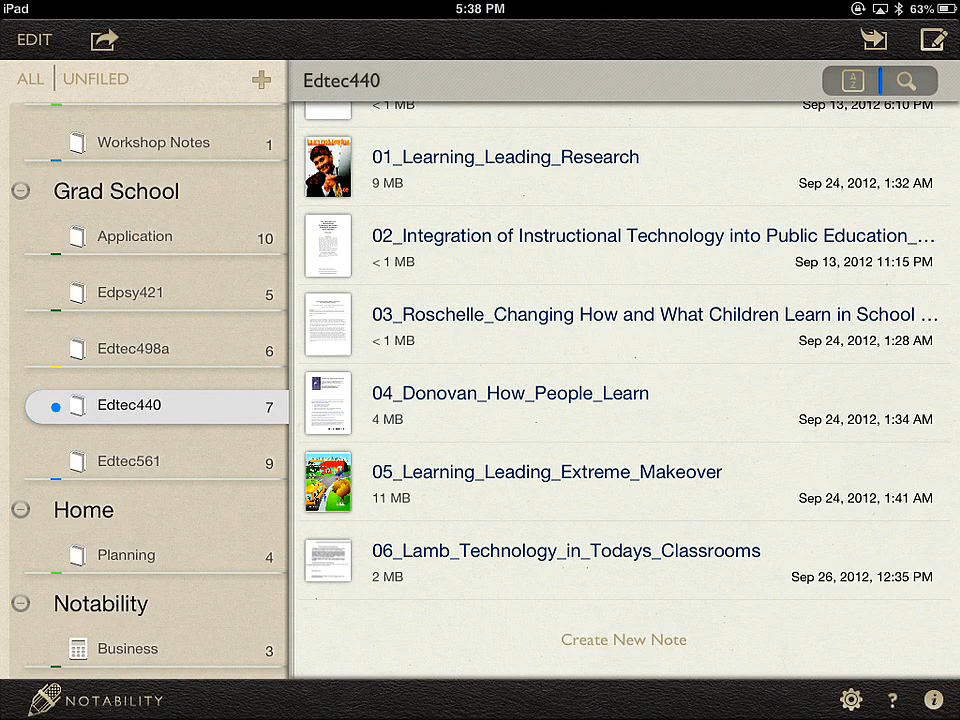 iPad 5:38 PM 63%
EDIT
ALL UNFILED
Edtec440
A
Z
< 1 MB Sep 13, 2012 6:10 PM
Workshop Notes 1
Grad School
Application 10
Edpsy421 5
Edtec498a 6
Edtec440 7
Edtec561 9
Home
Planning 4
Notability
Business 3
01_Learning_Leading_Research
9 MB Sep 24, 2012, 1:32 AM
02_Integration of Instructional Technology into Public Education_...
< 1 MB Sep 13, 2012 11:15 PM
03_Roschelle_Changing How and What Children Learn in School ...
< 1 MB Sep 24, 2012, 1:28 AM
04_Donovan_How_People_Learn
4 MB Sep 24, 2012, 1:34 AM
05_Learning_Leading_Extreme_Makeover
11 MB Sep 24, 2012, 1:41 AM
06_Lamb_Technology_in_Todays_Classrooms
2 MB Sep 26, 2012, 12:35 PM
Create New Note
NOTABILITY
? i